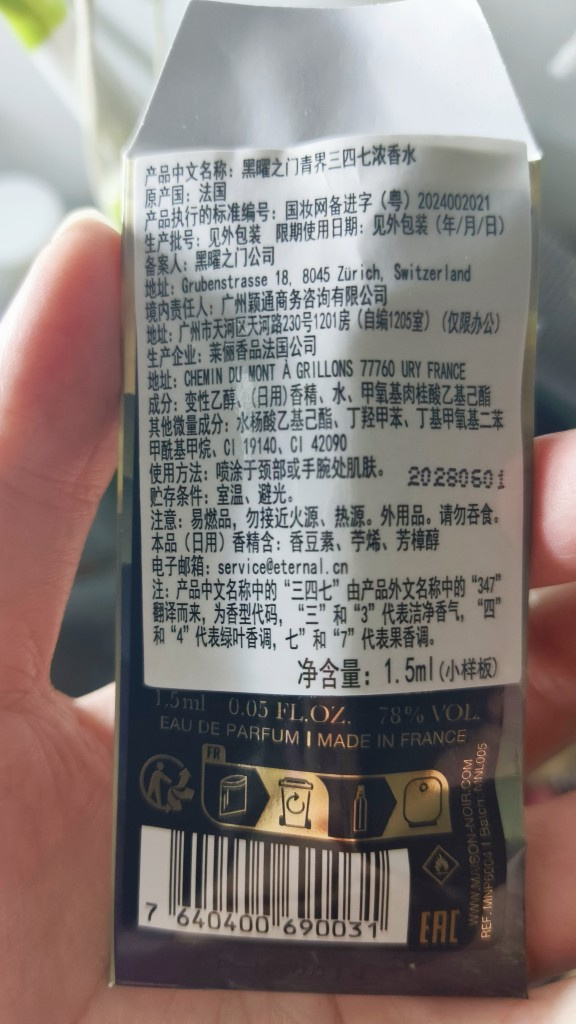 产品中文名称：黑曜之门青界三四七浓香水
原产国：法国
产品执行的标准编号：国妆网备进字（粤）2024002021
生产批号：见外包装 限期使用日期：见外包装（年/月/日）
备案人：黑曜之门公司
地址：Grubenstrasse 18, 8045 Zürich, Switzerland
境内责任人：广州颖通商务咨询有限公司
地址：广州市天河区天河路230号1201房（自编1205室）（仅限办公）
生产企业：莱俪香品法国公司
地址：CHEMIN DU MONT À GRILLONS 77760 URY FRANCE
成分：变性乙醇、（日用）香精、水、甲氧基肉桂酸乙基己酯
其他微量成分：水杨酸乙基己酯、丁羟甲苯、丁基甲氧基二苯
甲酰基甲烷、CI 19140、CI 42090
使用方法：喷涂于颈部或手腕处肌肤。 20280601
贮存条件：室温、避光。
注意：易燃品，勿接近火源、热源。外用品。请勿吞食。
本品（日用）香精含：香豆素、苧烯、芳樟醇
电子邮箱：service@eternal.cn
注：产品中文名称中的“三四七”由产品外文名称中的“347”
翻译而来，为香型代码，“三”和“3”代表洁净香气，“四”
和“4”代表绿叶香调，七”和“7”代表果香调。
净含量：1.5ml(小样板)
1.5ml 0.05 FL.OZ. 78% VOL.
EAU DE PARFUM | MADE IN FRANCE
FR
WWW.MAISON-NOIR.COM
REF. MNP60041 Batch: MNL005
7 640400 690031
EAC